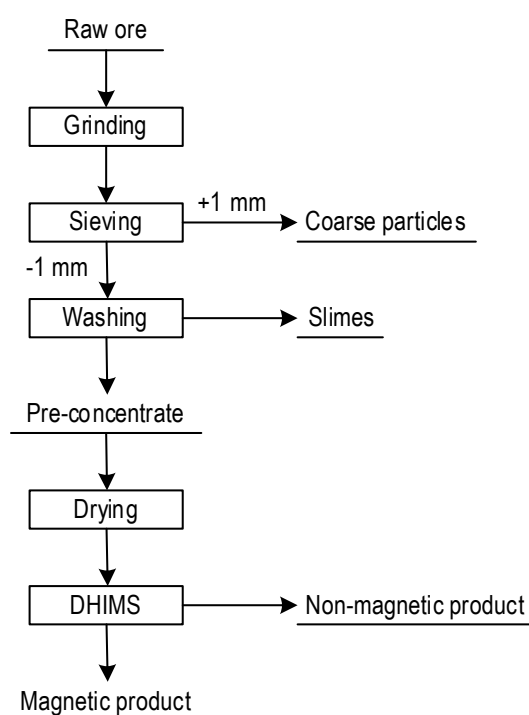 Raw ore
Grinding
+1 mm
Sieving
Coarse particles
-1 mm
Washing
Slimes
Pre-concentrate
Drying
DHIMS
Non-magnetic product
Magnetic product